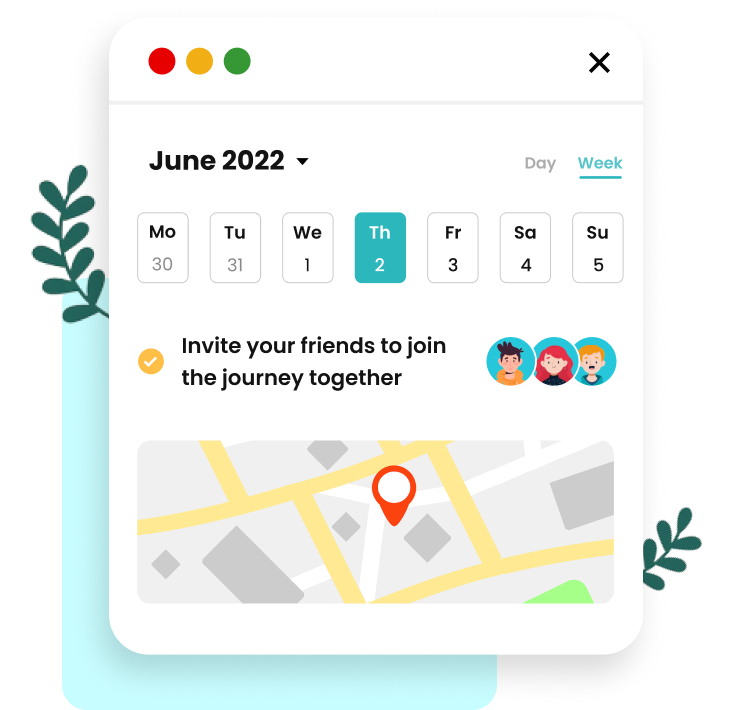 June 2022
Day Week
Mo Tu We Th Fr Sa Su
30 31 1 2 3 4 5
Invite your friends to join
the journey together